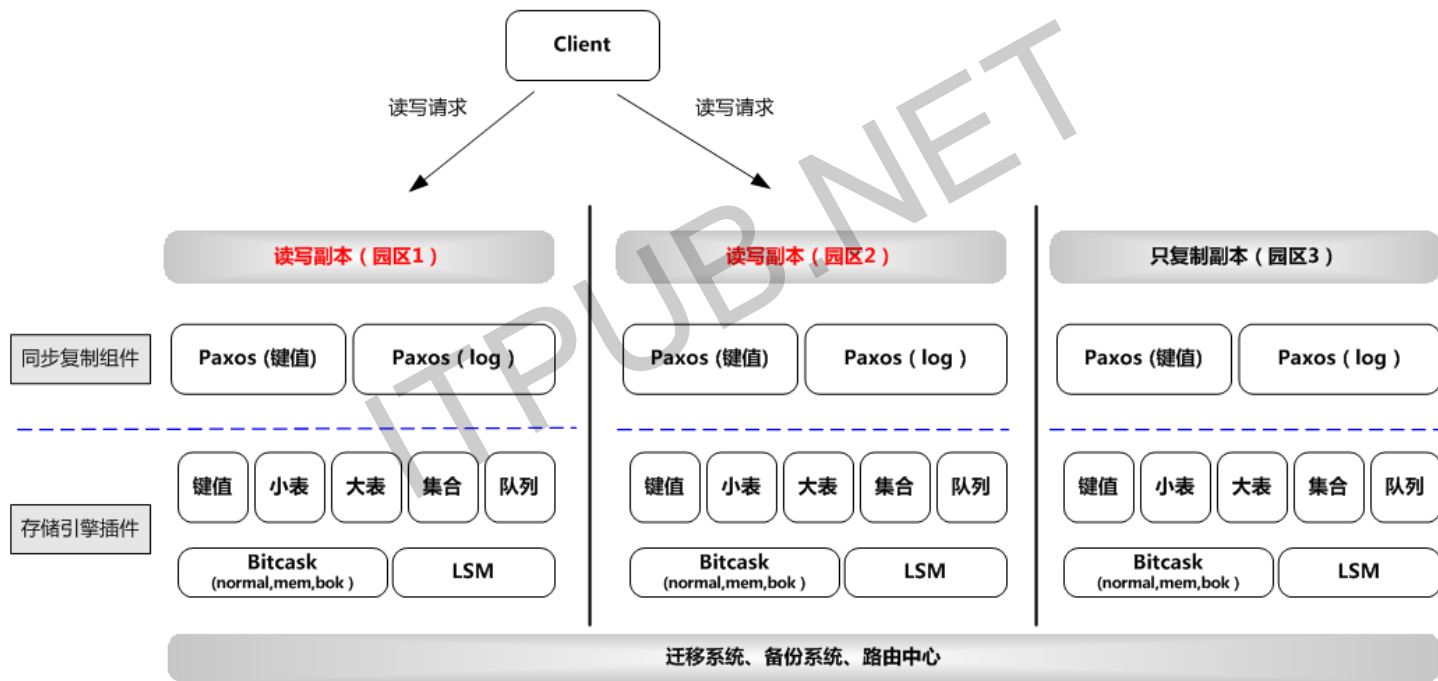 Client
读写请求
读写请求
读写副本（园区1）
读写副本（园区2）
只复制副本（园区3）
同步复制组件
Paxos (键值)
Paxos（log）
Paxos (键值)
Paxos（log）
Paxos (键值)
Paxos（log）
存储引擎插件
键值
小表
大表
集合
队列
键值
小表
大表
集合
队列
键值
小表
大表
集合
队列
Bitcask
(normal,mem,bok )
LSM
Bitcask
(normal,mem,bok )
LSM
Bitcask
(normal,mem,bok )
LSM
迁移系统、备份系统、路由中心
ITPUB.NET